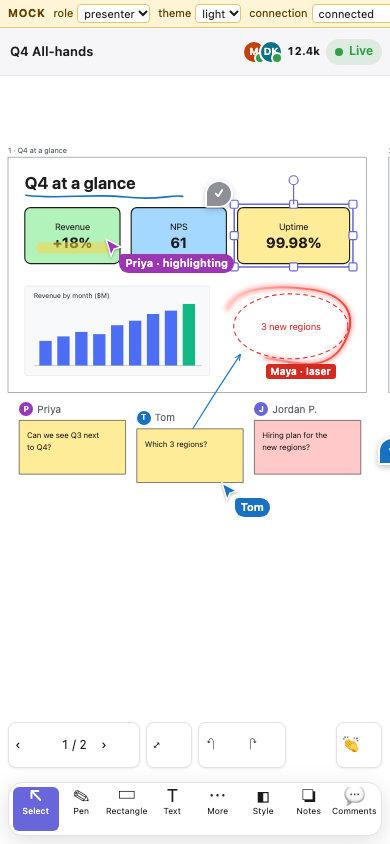 MOCK role presenter theme light connection connected
Q4 All-hands
DK 12.4k Live
1 · Q4 at a glance
Q4 at a glance
Revenue
+18%
NPS
61
Uptime
99.98%
Priya · highlighting
Revenue by month ($M)
3 new regions
Maya · laser
P Priya
Can we see Q3 next
to Q4?
T Tom
Which 3 regions?
J Jordan P.
Hiring plan for the
new regions?
Tom
1 / 2
Select
Pen
Rectangle
T
Text
More
Style
Notes
Comments